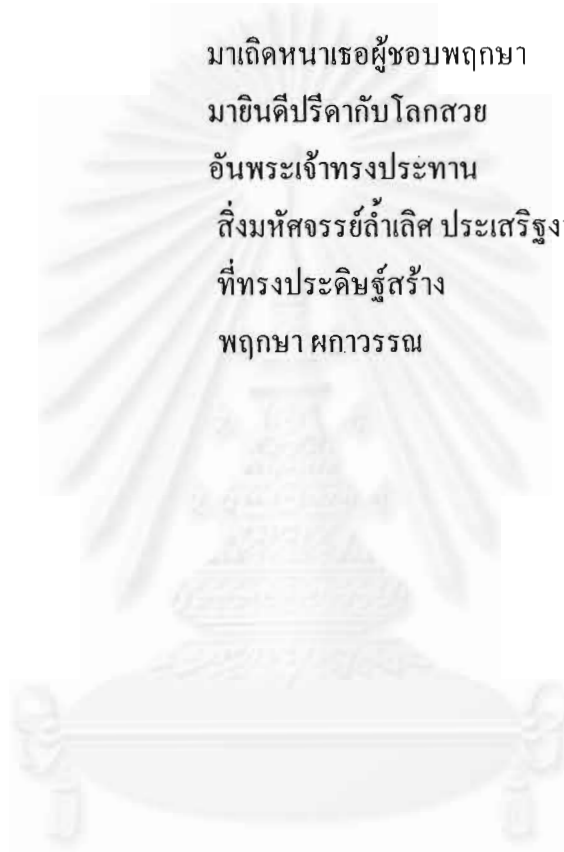 มาเถิดหนาเธอผู้ชอบพฤกษา
มายินดีปรีดากับโลกสวย
อันพระเจ้าทรงประทาน
สิ่งมหัศจรรย์ล้ำเลิศ ประเสริฐ
ที่ทรงประดิษฐ์สร้าง
พฤกษา ผกาวรรณ